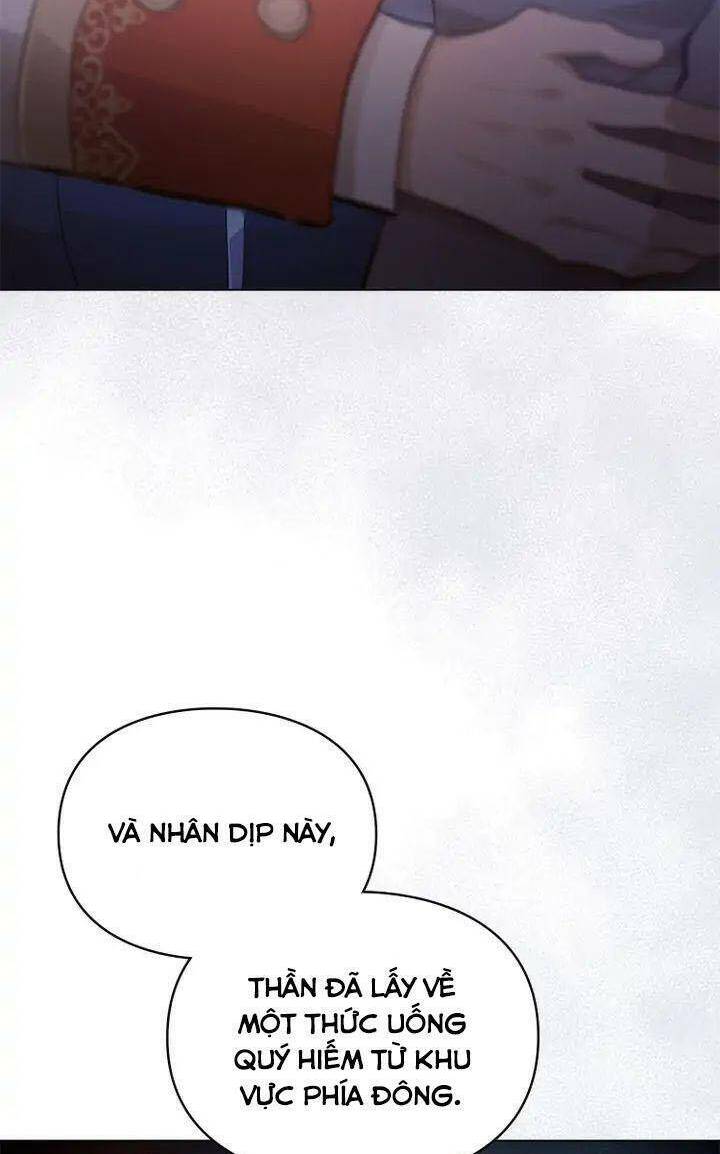 VÀ NHÂN DỊP NÀY,
THẦN ĐÃ LẤY VỀ
MỘT THỨC UỐNG
QUÝ HIẾM TỪ KHU
VỰC PHÍA ĐÔNG.